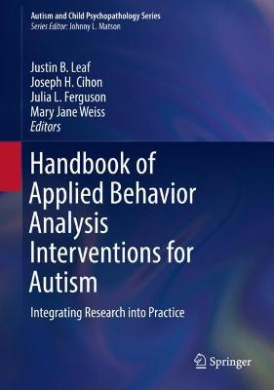 Autism and Child Psychopathology Series
Series Editor: Johnny L. Matson
Justin B. Leaf
Joseph H. Cihon
Julia L. Ferguson
Mary Jane Weiss
Editors
Handbook of
Applied Behavior
Analysis
Interventions for
Autism
Integrating Research into Practice
Springer